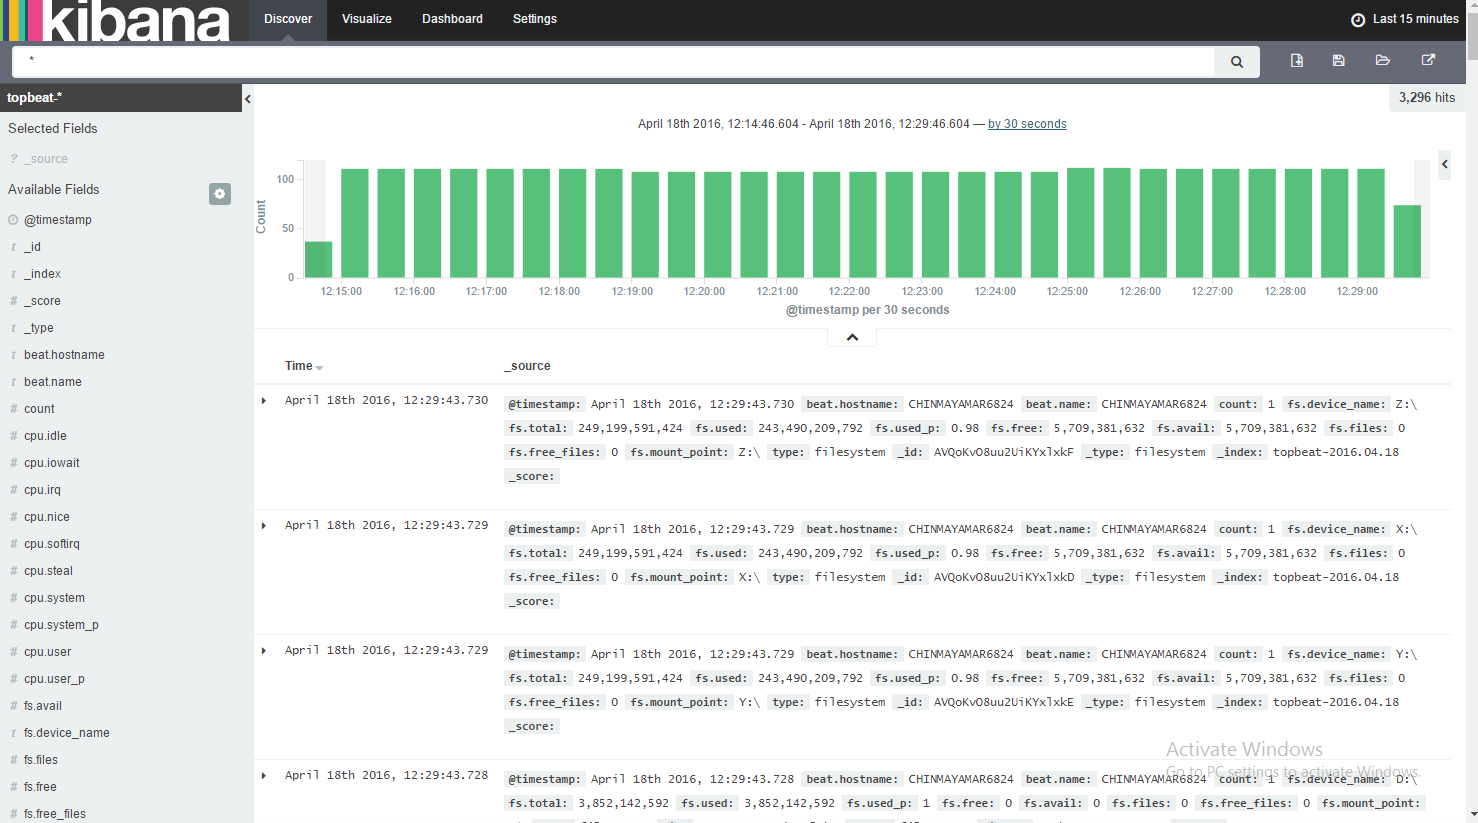 kibana
Discover Visualize Dashboard Settings Last 15 minutes
*
topbeat-*
3,296 hits
Selected Fields
? _source
Available Fields
@timestamp
t _id
t _index
# _score
t _type
t beat.hostname
t beat.name
# count
# cpu.idle
# cpu.iowait
# cpu.irq
# cpu.nice
# cpu.softirq
# cpu.steal
# cpu.system
# cpu.system_p
# cpu.user
# cpu.user_p
# fs.avail
t fs.device_name
# fs.files
# fs.free
# fs.free_files
April 18th 2016, 12:14:46.604 - April 18th 2016, 12:29:46.604 — by 30 seconds
Count
100
50
0
12:15:00 12:16:00 12:17:00 12:18:00 12:19:00 12:20:00 12:21:00 12:22:00 12:23:00 12:24:00 12:25:00 12:26:00 12:27:00 12:28:00 12:29:00
@timestamp per 30 seconds
Time _source
April 18th 2016, 12:29:43.730 @timestamp: April 18th 2016, 12:29:43.730 beat.hostname: CHINMAYAMAR6824 beat.name: CHINMAYAMAR6824 count: 1 fs.device_name: Z:\
fs.total: 249,199,591,424 fs.used: 243,490,209,792 fs.used_p: 0.98 fs.free: 5,709,381,632 fs.avail: 5,709,381,632 fs.files: 0
fs.free_files: 0 fs.mount_point: Z:\ type: filesystem _id: AVQoKvO8uu2UiKYxlxkF _type: filesystem _index: topbeat-2016.04.18
_score:
April 18th 2016, 12:29:43.729 @timestamp: April 18th 2016, 12:29:43.729 beat.hostname: CHINMAYAMAR6824 beat.name: CHINMAYAMAR6824 count: 1 fs.device_name: X:\
fs.total: 249,199,591,424 fs.used: 243,490,209,792 fs.used_p: 0.98 fs.free: 5,709,381,632 fs.avail: 5,709,381,632 fs.files: 0
fs.free_files: 0 fs.mount_point: X:\ type: filesystem _id: AVQoKvO8uu2UiKYxlxkD _type: filesystem _index: topbeat-2016.04.18
_score:
April 18th 2016, 12:29:43.729 @timestamp: April 18th 2016, 12:29:43.729 beat.hostname: CHINMAYAMAR6824 beat.name: CHINMAYAMAR6824 count: 1 fs.device_name: Y:\
fs.total: 249,199,591,424 fs.used: 243,490,209,792 fs.used_p: 0.98 fs.free: 5,709,381,632 fs.avail: 5,709,381,632 fs.files: 0
fs.free_files: 0 fs.mount_point: Y:\ type: filesystem _id: AVQoKvO8uu2UiKYxlxkE _type: filesystem _index: topbeat-2016.04.18
_score:
Activate Windows
Go to PC settings to activate Windows.
April 18th 2016, 12:29:43.728 @timestamp: April 18th 2016, 12:29:43.728 beat.hostname: CHINMAYAMAR6824 beat.name: CHINMAYAMAR6824 count: 1 fs.device_name: D:\
fs.total: 3,852,142,592 fs.used: 3,852,142,592 fs.used_p: 1 fs.free: 0 fs.avail: 0 fs.files: 0 fs.free_files: 0 fs.mount_point: